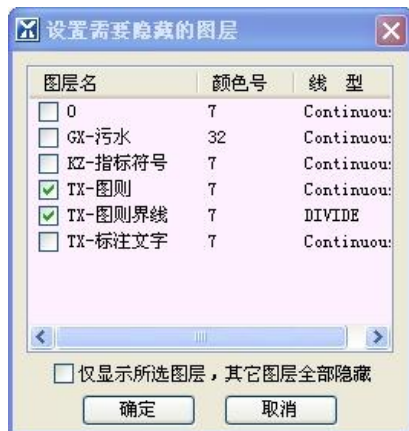 设置需要隐藏的图层
图层名 颜色号 线 型
0 7 Continuou
GX-污水 32 Continuou
KZ-指标符号 7 Continuou
TX-图则 7 Continuou
TX-图则界线 7 DIVIDE
TX-标注文字 7 Continuou
仅显示所选图层，其它图层全部隐藏
确定 取消